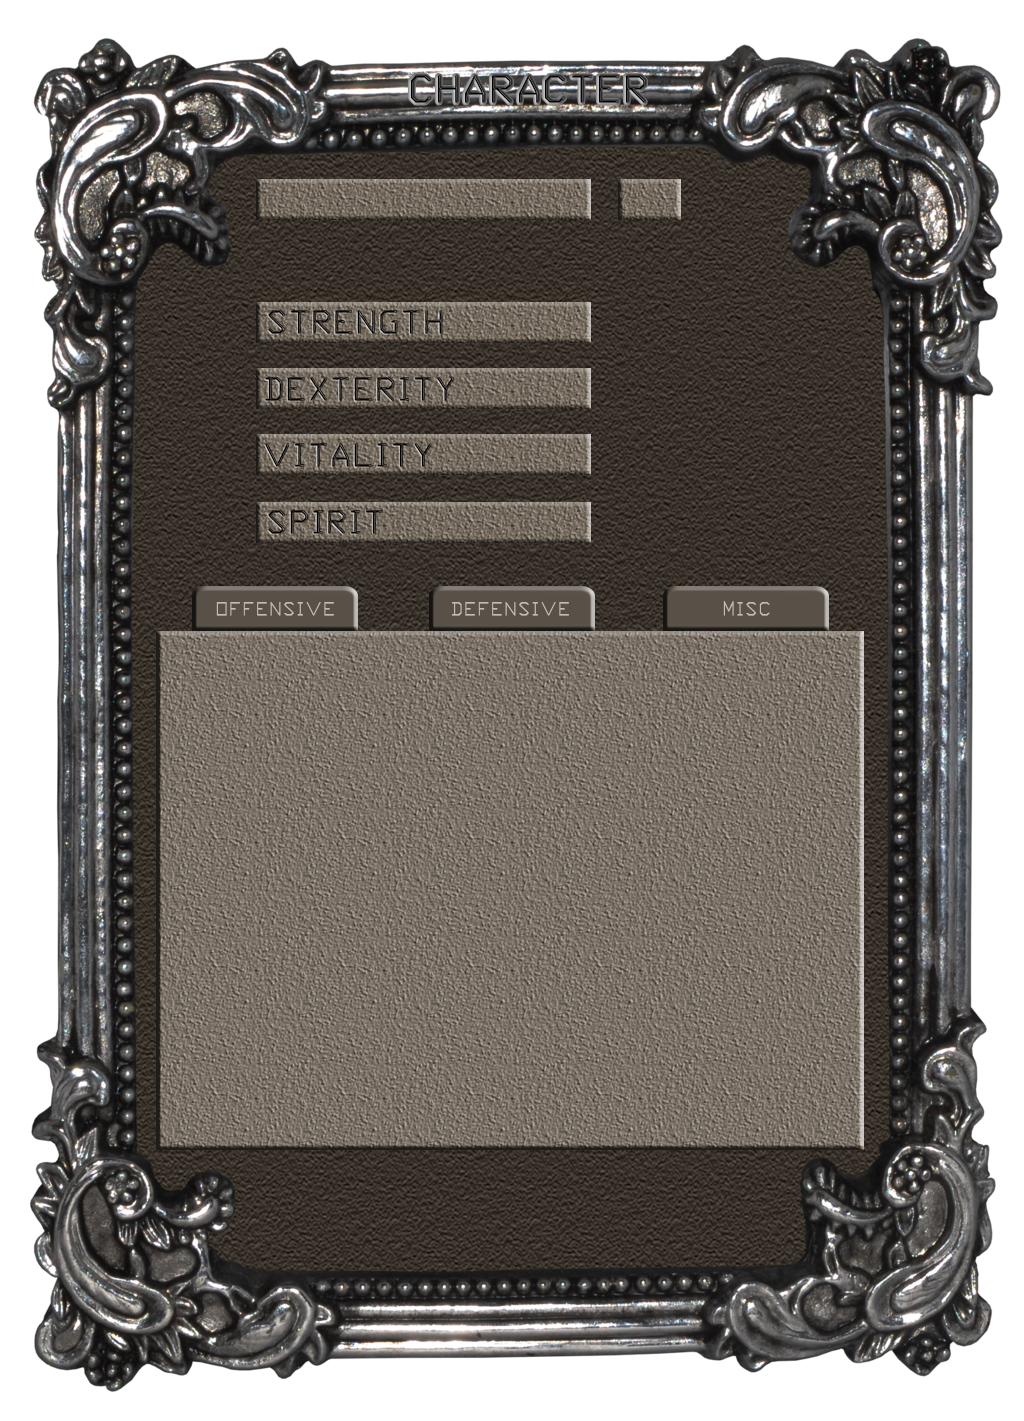 CHARACTER
STRENGTH
DEXTERITY
VITALITY
SPIRIT
OFFENSIVE DEFENSIVE MISC